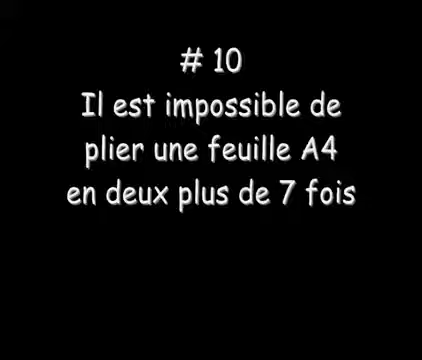 # 10
Il est impossible de
plier une feuille A4
en deux plus de 7 fois